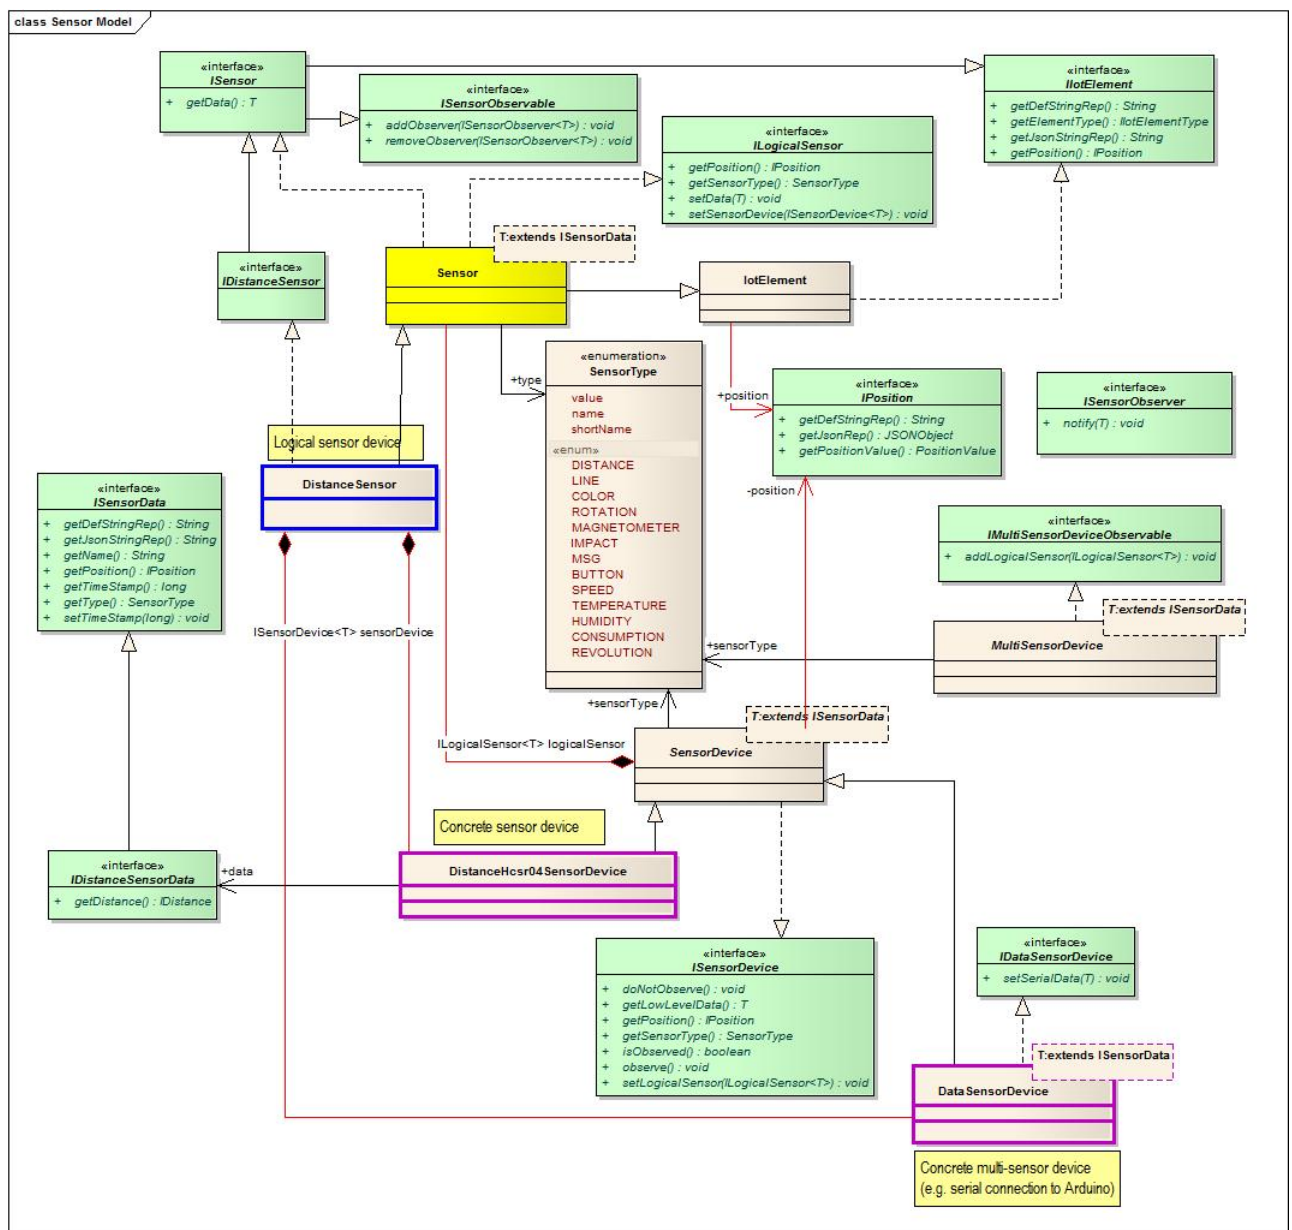 class Sensor Model
«interface»
ISensor
+ getData() : T
«interface»
ISensorObservable
+ addObserver(ISensorObserver<T>) : void
+ removeObserver(ISensorObserver<T>) : void
«interface»
ILogicalSensor
+ getPosition() : IPosition
+ getSensorType() : SensorType
+ setData(T) : void
+ setSensorDevice(ISensorDevice<T>) : void
«interface»
IIotElement
+ getDefStringRep() : String
+ getElementType() : IIotElementType
+ getJsonStringRep() : String
+ getPosition() : IPosition
«interface»
IDistanceSensor
T:extends ISensorData
Sensor
IotElement
«enumeration»
SensorType
value
name
shortName
«enum»
DISTANCE
LINE
COLOR
ROTATION
MAGNETOMETER
IMPACT
MSG
BUTTON
SPEED
TEMPERATURE
HUMIDITY
CONSUMPTION
REVOLUTION
+type
+position
«interface»
IPosition
+ getDefStringRep() : String
+ getJsonRep() : JSONObject
+ getPositionValue() : PositionValue
-position
«interface»
ISensorObserver
+ notify(T) : void
Logical sensor device
DistanceSensor
«interface»
ISensorData
+ getDefStringRep() : String
+ getJsonStringRep() : String
+ getName() : String
+ getPosition() : IPosition
+ getTimeStamp() : long
+ getType() : SensorType
+ setTimeStamp(long) : void
«interface»
IMultiSensorDeviceObservable
+ addLogicalSensor(ILogicalSensor<T>) : void
T:extends ISensorData
MultiSensorDevice
+sensorType
ISensorDevice<T> sensorDevice
+sensorType
T:extends ISensorData
SensorDevice
ILogicalSensor<T> logicalSensor
Concrete sensor device
DistanceHcsr04SensorDevice
+data
«interface»
IDistanceSensorData
+ getDistance() : IDistance
«interface»
ISensorDevice
+ doNotObserve() : void
+ getLowLevelData() : T
+ getPosition() : IPosition
+ getSensorType() : SensorType
+ isObserved() : boolean
+ observe() : void
+ setLogicalSensor(ILogicalSensor<T>) : void
«interface»
IDataSensorDevice
+ setSerialData(T) : void
T:extends ISensorData
DataSensorDevice
Concrete multi-sensor device
(e.g. serial connection to Arduino)